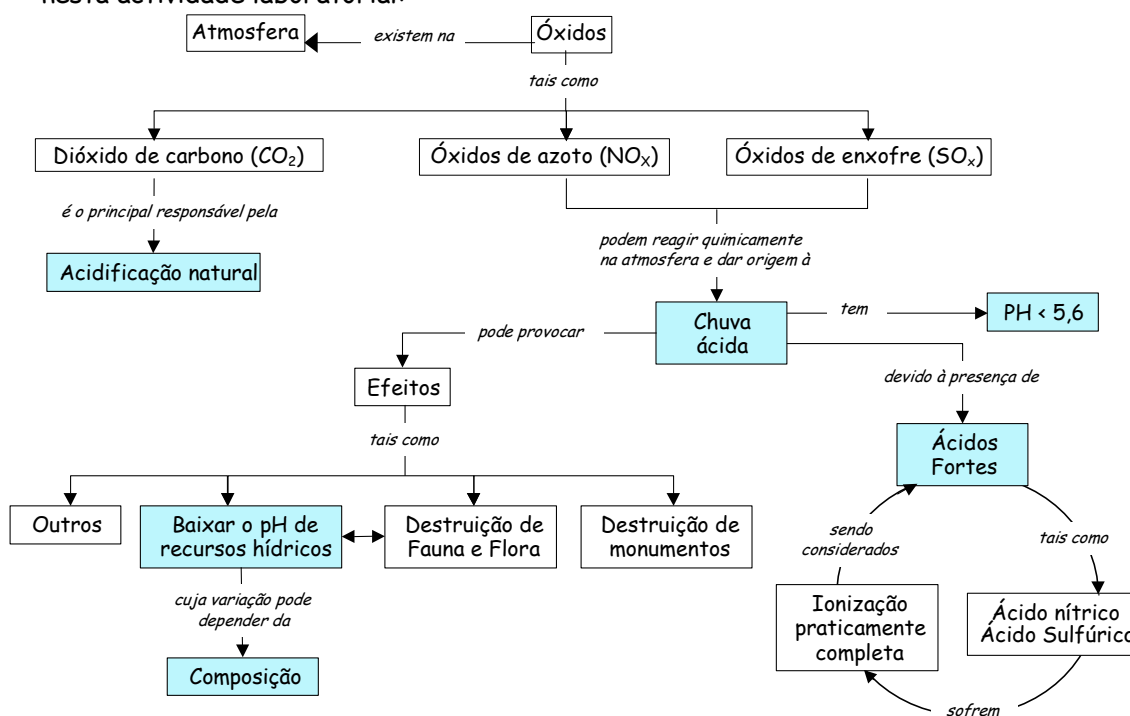 nesta actividade laboratorial:
Atmosfera
existem na
Óxidos
tais como
Dióxido de carbono (CO₂)
Óxidos de azoto (NOₓ)
Óxidos de enxofre (SOₓ)
é o principal responsável pela
podem reagir quimicamente
na atmosfera e dar origem à
Acidificação natural
Chuva
ácida
tem
PH < 5,6
pode provocar
devido à presença de
Efeitos
tais como
Ácidos
Fortes
Outros
Baixar o pH de
recursos hídricos
Destruição de
Fauna e Flora
Destruição de
monumentos
sendo
considerados
tais como
cuja variação pode
depender da
Ionização
praticamente
completa
Ácido nítrico
Ácido Sulfúrico
Composição
sofrem